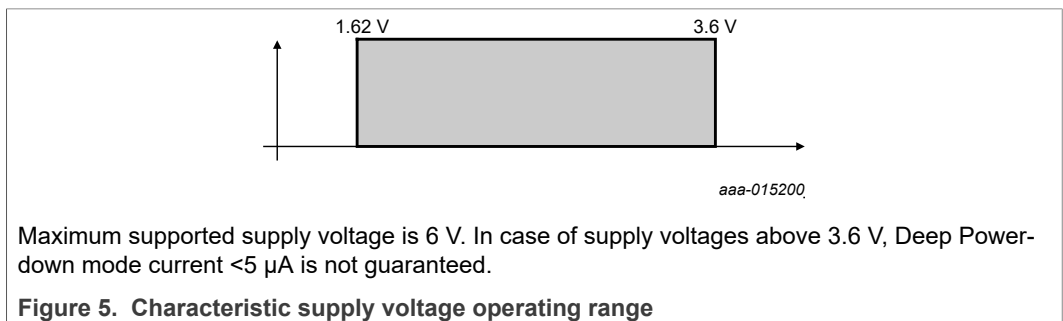 1.62 V 3.6 V
aaa-015200
Maximum supported supply voltage is 6 V. In case of supply voltages above 3.6 V, Deep Power-
down mode current <5 µA is not guaranteed.
Figure 5. Characteristic supply voltage operating range